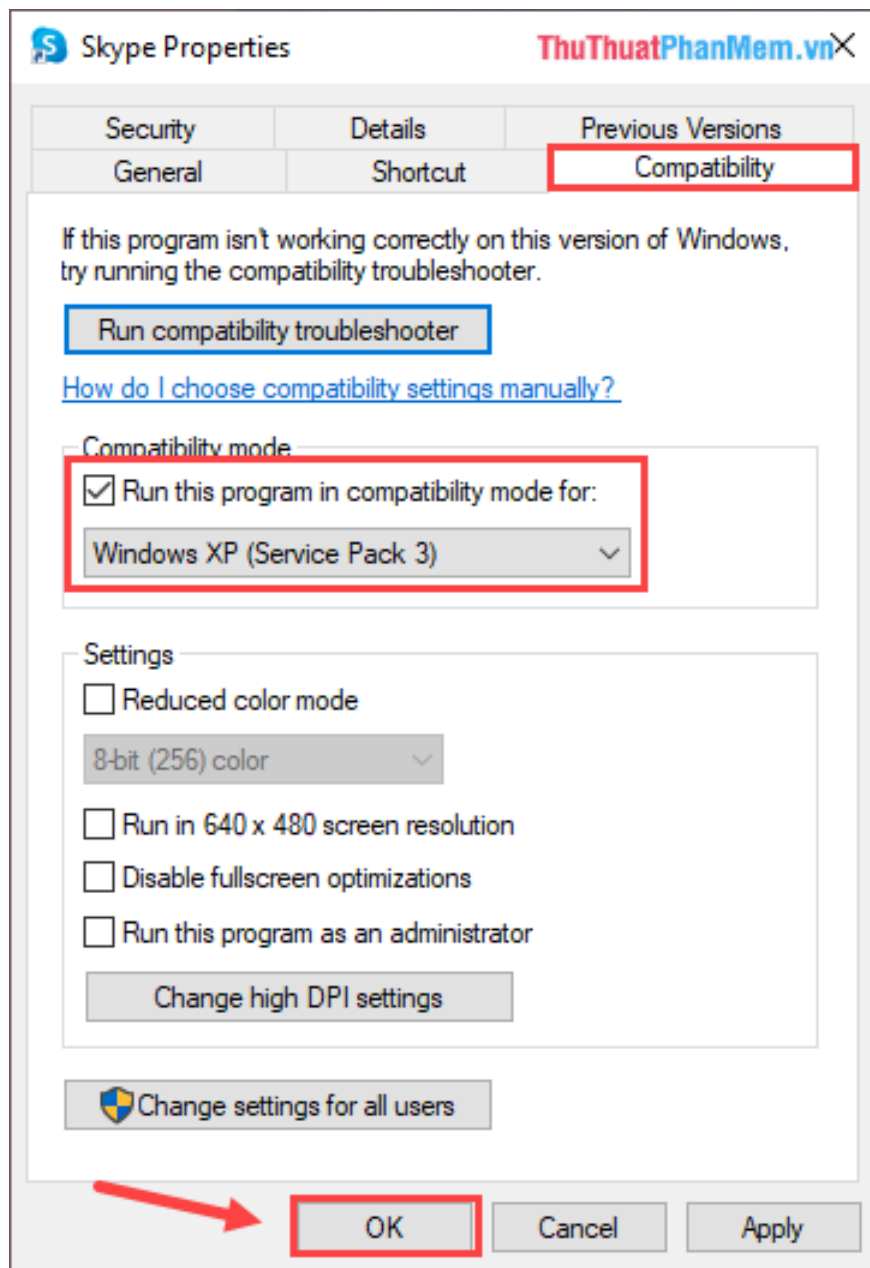 Skype Properties
ThuThuatPhanMem.vn
Security Details Previous Versions
General Shortcut Compatibility
If this program isn't working correctly on this version of Windows,
try running the compatibility troubleshooter.
Run compatibility troubleshooter
How do I choose compatibility settings manually?
Compatibility mode
Run this program in compatibility mode for:
Windows XP (Service Pack 3)
Settings
Reduced color mode
8-bit (256) color
Run in 640 x 480 screen resolution
Disable fullscreen optimizations
Run this program as an administrator
Change high DPI settings
Change settings for all users
OK Cancel Apply